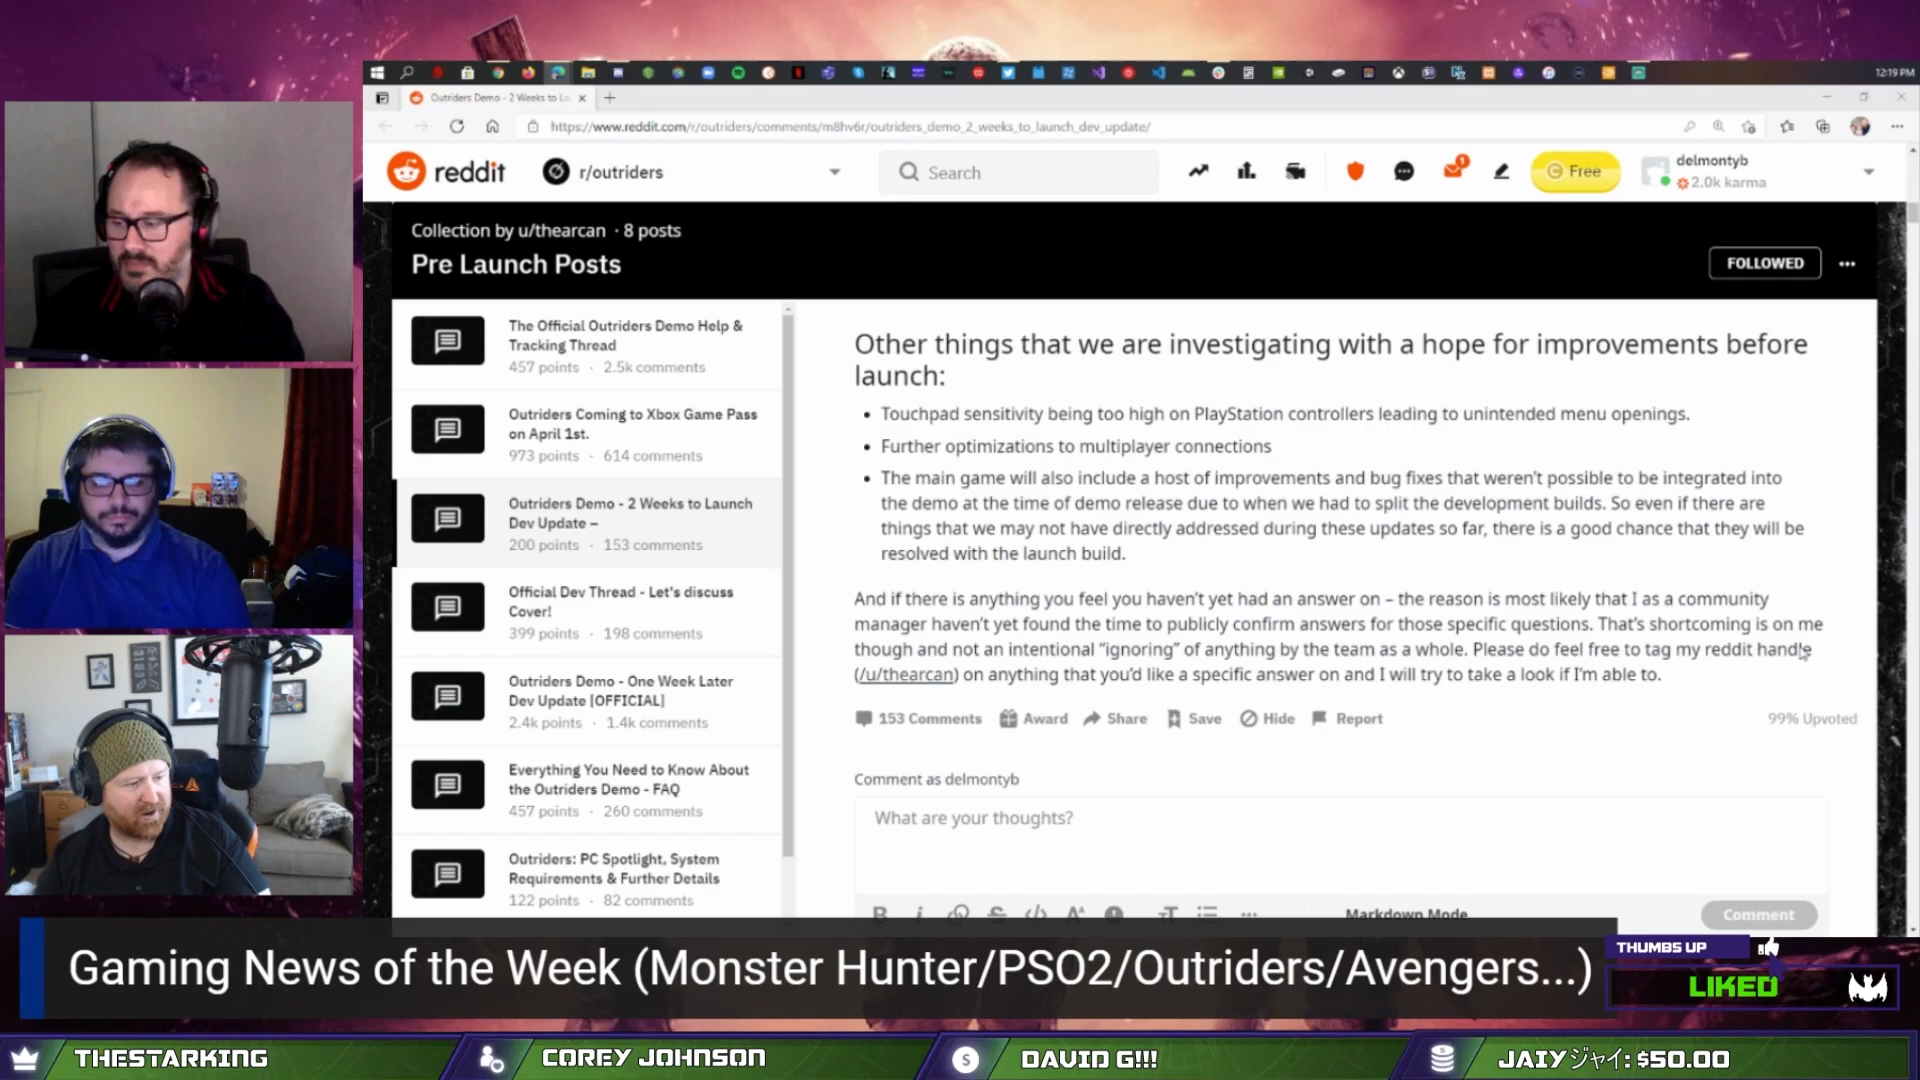 12:19 PM
Outriders Demo - 2 Weeks to La
https://www.reddit.com/r/outriders/comments/m8hv6r/outriders_demo_2_weeks_to_launch_dev_update/
reddit
r/outriders
Search
1
Free
delmontyb
2.0k karma
Collection by u/thearcan · 8 posts
Pre Launch Posts
FOLLOWED
The Official Outriders Demo Help &
Tracking Thread
457 points · 2.5k comments
Outriders Coming to Xbox Game Pass
on April 1st.
973 points · 614 comments
Outriders Demo - 2 Weeks to Launch
Dev Update –
200 points · 153 comments
Official Dev Thread - Let's discuss
Cover!
399 points · 198 comments
Outriders Demo - One Week Later
Dev Update [OFFICIAL]
2.4k points · 1.4k comments
Everything You Need to Know About
the Outriders Demo - FAQ
457 points · 260 comments
Outriders: PC Spotlight, System
Requirements & Further Details
122 points · 82 comments
Other things that we are investigating with a hope for improvements before
launch:
• Touchpad sensitivity being too high on PlayStation controllers leading to unintended menu openings.
• Further optimizations to multiplayer connections
• The main game will also include a host of improvements and bug fixes that weren't possible to be integrated into
the demo at the time of demo release due to when we had to split the development builds. So even if there are
things that we may not have directly addressed during these updates so far, there is a good chance that they will be
resolved with the launch build.
And if there is anything you feel you haven't yet had an answer on – the reason is most likely that I as a community
manager haven't yet found the time to publicly confirm answers for those specific questions. That's shortcoming is on me
though and not an intentional "ignoring" of anything by the team as a whole. Please do feel free to tag my reddit handle
(/u/thearcan) on anything that you'd like a specific answer on and I will try to take a look if I'm able to.
153 Comments Award Share Save Hide Report
99% Upvoted
Comment as delmontyb
What are your thoughts?
Markdown Mode
Comment
Gaming News of the Week (Monster Hunter/PSO2/Outriders/Avengers...)
THUMBS UP
LIKED
THESTARKING
COREY JOHNSON
DAVID G!!!
JAIYジャイ: $50.00